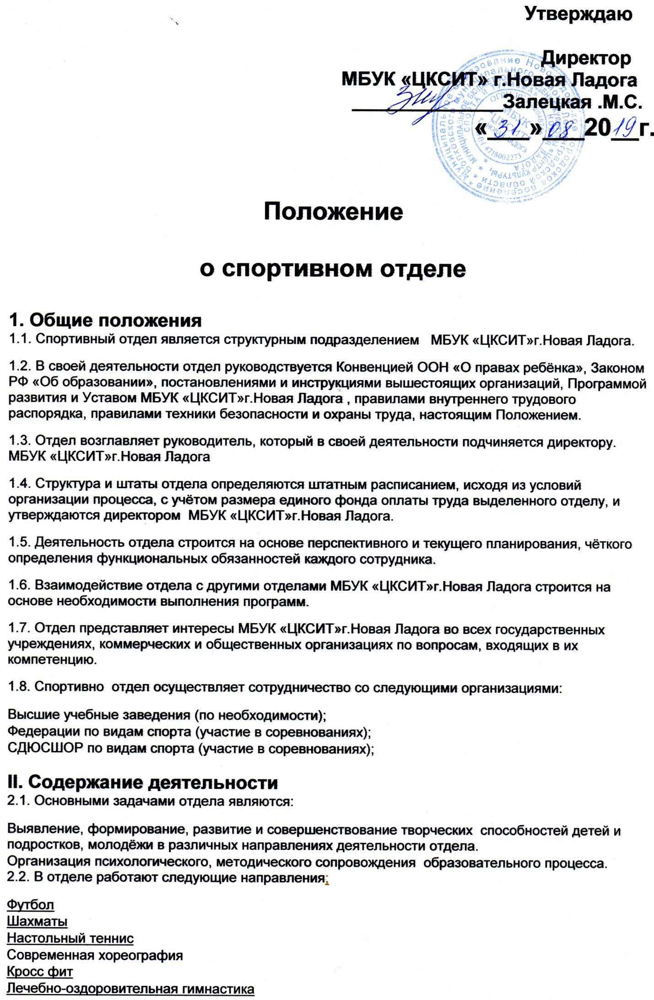 Утверждаю
Директор
МБУК «ЦКСИТ» г.Новая Ладога
Залецкая .М.С.
«31» 08 2019г.
Положение
о спортивном отделе
1. Общие положения
1.1. Спортивный отдел является структурным подразделением МБУК «ЦКСИТ»г.Новая Ладога.
1.2. В своей деятельности отдел руководствуется Конвенцией ООН «О правах ребёнка», Законом
РФ «Об образовании», постановлениями и инструкциями вышестоящих организаций, Программой
развития и Уставом МБУК «ЦКСИТ»г.Новая Ладога , правилами внутреннего трудового
распорядка, правилами техники безопасности и охраны труда, настоящим Положением.
1.3. Отдел возглавляет руководитель, который в своей деятельности подчиняется директору.
МБУК «ЦКСИТ»г.Новая Ладога
1.4. Структура и штаты отдела определяются штатным расписанием, исходя из условий
организации процесса, с учётом размера единого фонда оплаты труда выделенного отделу, и
утверждаются директором МБУК «ЦКСИТ»г.Новая Ладога.
1.5. Деятельность отдела строится на основе перспективного и текущего планирования, чёткого
определения функциональных обязанностей каждого сотрудника.
1.6. Взаимодействие отдела с другими отделами МБУК «ЦКСИТ»г.Новая Ладога строится на
основе необходимости выполнения программ.
1.7. Отдел представляет интересы МБУК «ЦКСИТ»г.Новая Ладога во всех государственных
учреждениях, коммерческих и общественных организациях по вопросам, входящих в их
компетенцию.
1.8. Спортивно отдел осуществляет сотрудничество со следующими организациями:
Высшие учебные заведения (по необходимости);
Федерации по видам спорта (участие в соревнованиях);
СДЮСШОР по видам спорта (участие в соревнованиях);
II. Содержание деятельности
2.1. Основными задачами отдела являются:
Выявление, формирование, развитие и совершенствование творческих способностей детей и
подростков, молодёжи в различных направлениях деятельности отдела.
Организация психологического, методического сопровождения образовательного процесса.
2.2. В отделе работают следующие направления:
Футбол
Шахматы
Настольный теннис
Современная хореография
Кросс фит
Лечебно-оздоровительная гимнастика